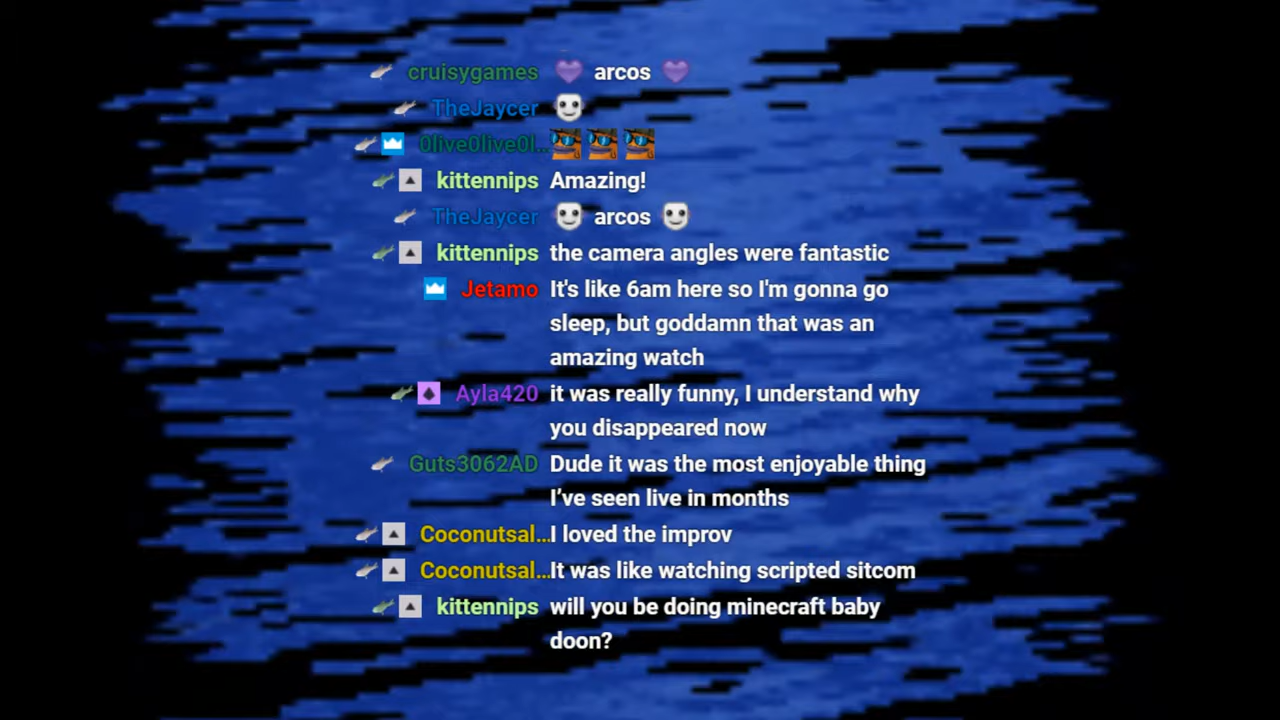 cruisygames 💜 arcos 💜
TheJaycer
0live0live0l...
kittennips Amazing!
TheJaycer arcos
kittennips the camera angles were fantastic
Jetamo It's like 6am here so I'm gonna go
sleep, but goddamn that was an
amazing watch
Ayla420 it was really funny, I understand why
you disappeared now
Guts3062AD Dude it was the most enjoyable thing
I’ve seen live in months
Coconutsal... I loved the improv
Coconutsal... It was like watching scripted sitcom
kittennips will you be doing minecraft baby
doon?